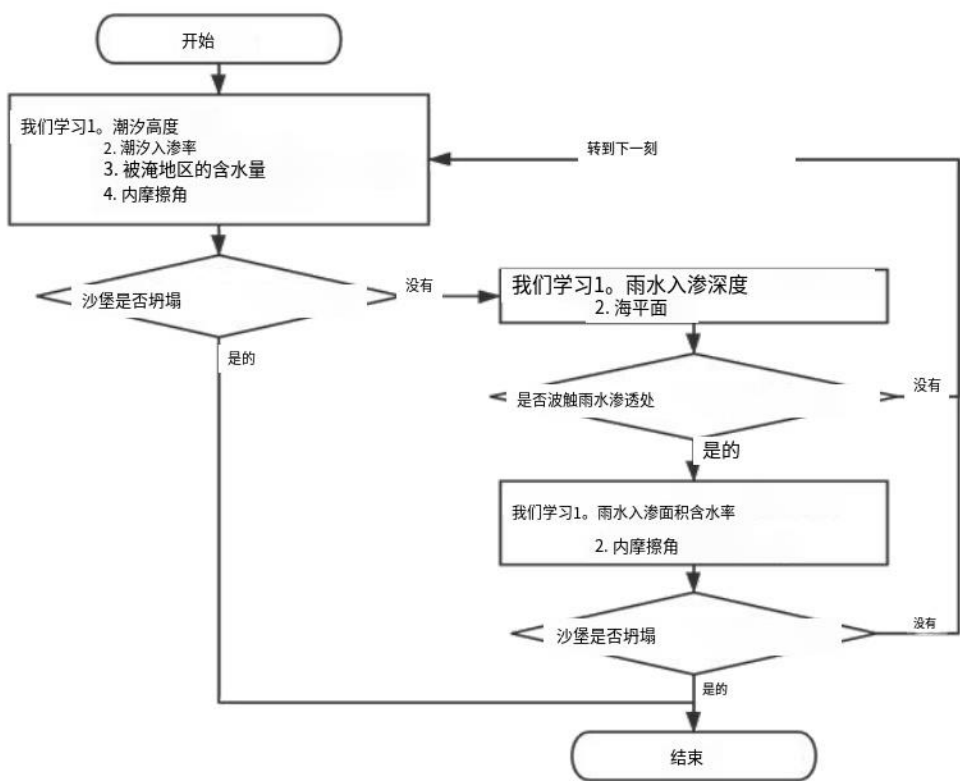 开始
我们学习1。潮汐高度
2. 潮汐入渗率
3. 被淹地区的含水量
4. 内摩擦角
转到下一刻
沙堡是否坍塌
没有
我们学习1。雨水入渗深度
2. 海平面
是的
是否波触雨水渗透处
没有
是的
我们学习1。雨水入渗面积含水率
2. 内摩擦角
沙堡是否坍塌
没有
是的
结束